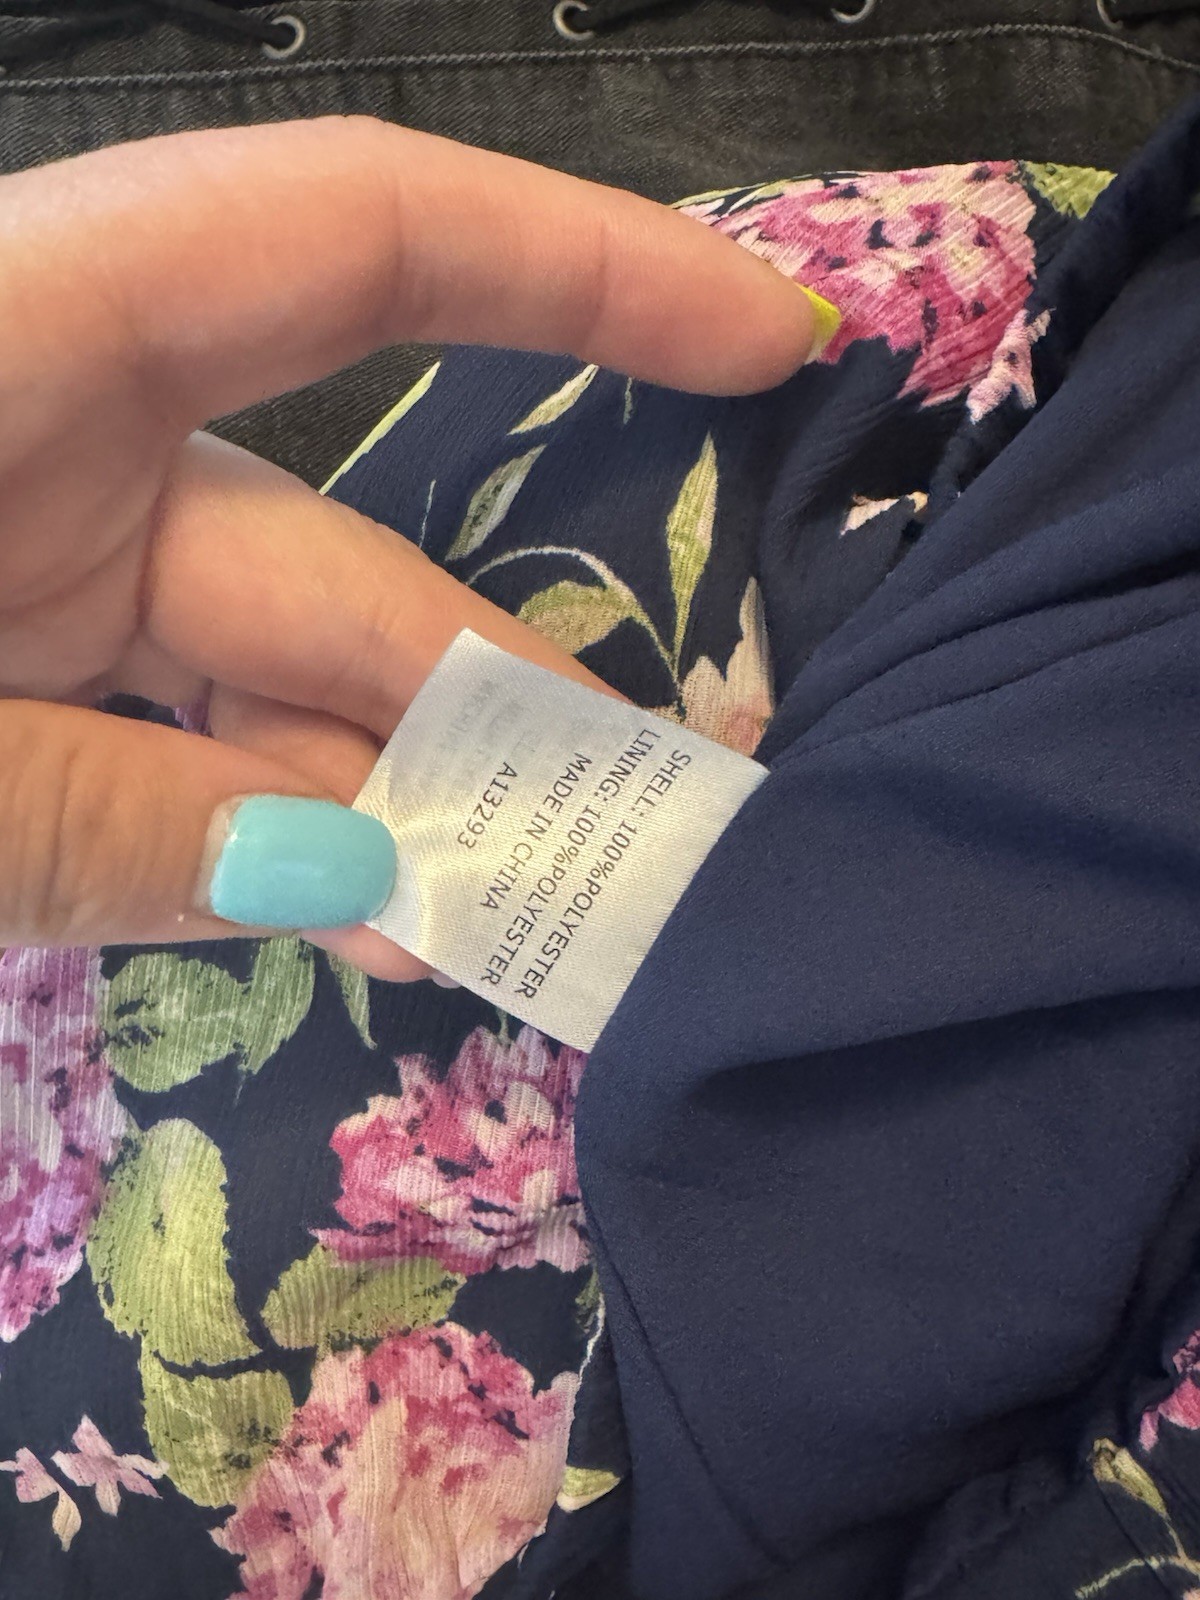 SHELL: 100%POLYESTER
LINING: 100%POLYESTER
MADE IN CHINA
A13293